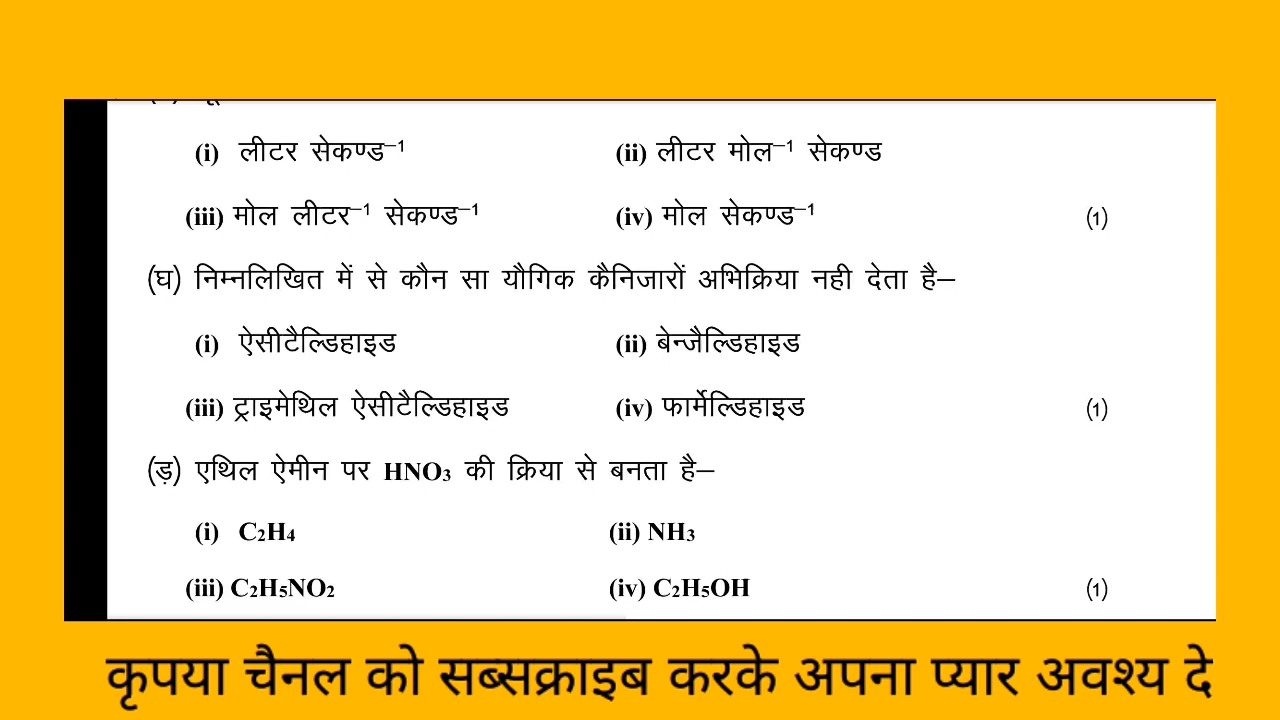 (i) लीटर सेकण्ड⁻¹ (ii) लीटर मोल⁻¹ सेकण्ड
(iii) मोल लीटर⁻¹ सेकण्ड⁻¹ (iv) मोल सेकण्ड⁻¹ (1)
(घ) निम्नलिखित में से कौन सा यौगिक कैनिजारों अभिक्रिया नही देता है–
(i) ऐसीटैल्डिहाइड (ii) बेन्जैल्डिहाइड
(iii) ट्राइमेथिल ऐसीटैल्डिहाइड (iv) फार्मेल्डिहाइड (1)
(ड़) एथिल ऐमीन पर HNO₃ की क्रिया से बनता है–
(i) C₂H₄ (ii) NH₃
(iii) C₂H₅NO₂ (iv) C₂H₅OH (1)
कृपया चैनल को सब्सक्राइब करके अपना प्यार अवश्य दे